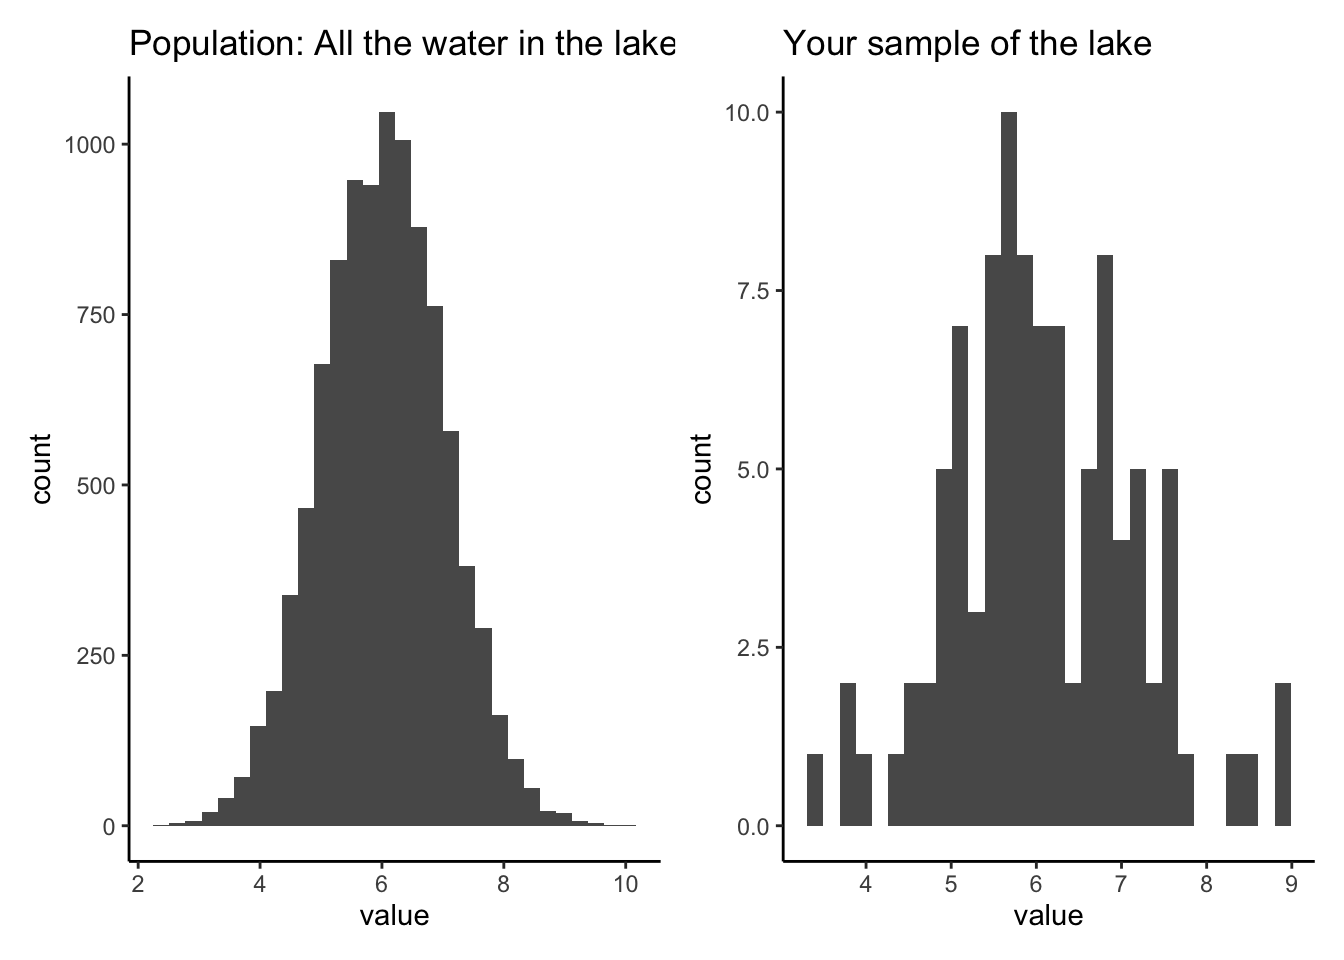 Population: All the water in the lake
1000
750
500
250
0
count
2 4 6 8 10
value
Your sample of the lake
10.0
7.5
5.0
2.5
0.0
count
4 5 6 7 8 9
value